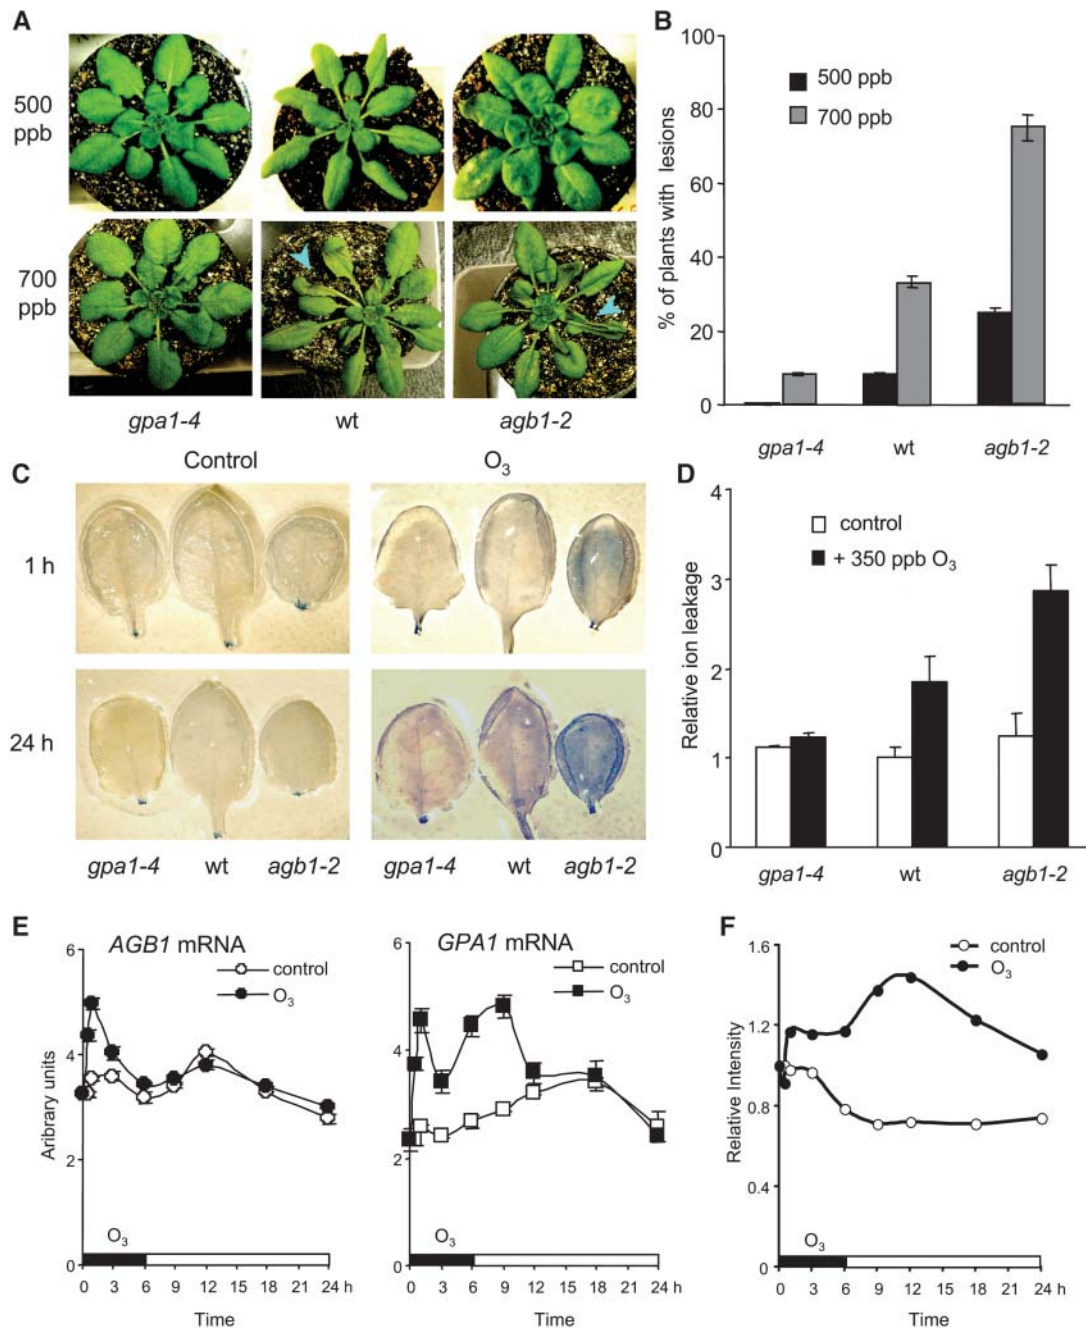 A
500
ppb
700
ppb
gpa1-4 wt agb1-2
B
100
80
60
40
20
0
% of plants with lesions
500 ppb
700 ppb
gpa1-4 wt agb1-2
C
Control O3
1 h
24 h
gpa1-4 wt agb1-2 gpa1-4 wt agb1-2
D
4
3
2
1
0
Relative ion leakage
control
+ 350 ppb O3
gpa1-4 wt agb1-2
E
AGB1 mRNA
control
O3
6
4
2
0
Aribrary units
O3
0 3 6 9 12 15 18 21 24 h
Time
GPA1 mRNA
control
O3
6
4
2
0
O3
0 3 6 9 12 15 18 21 24 h
Time
F
control
O3
1.6
1.2
0.8
0.4
0
Relative Intensity
O3
0 3 6 9 12 15 18 21 24 h
Time